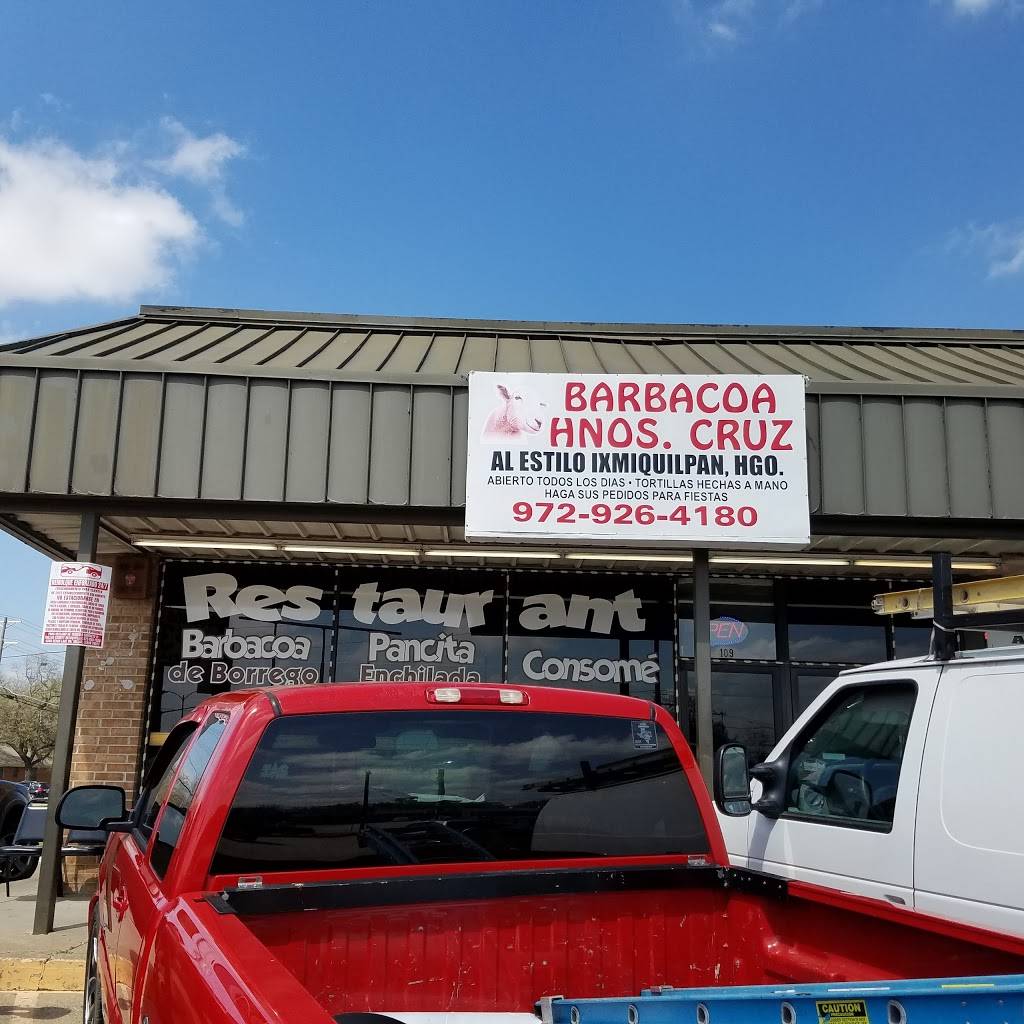 BARBACOA
HNOS. CRUZ
AL ESTILO IXMIQUILPAN, HGO.
ABIERTO TODOS LOS DIAS • TORTILLAS HECHAS A MANO
HAGA SUS PEDIDOS PARA FIESTAS
972-926-4180
Restaurant
Barbacoa
de Borrego
Pancita
Enchilada
Consomé
PEN
109
CAUTION